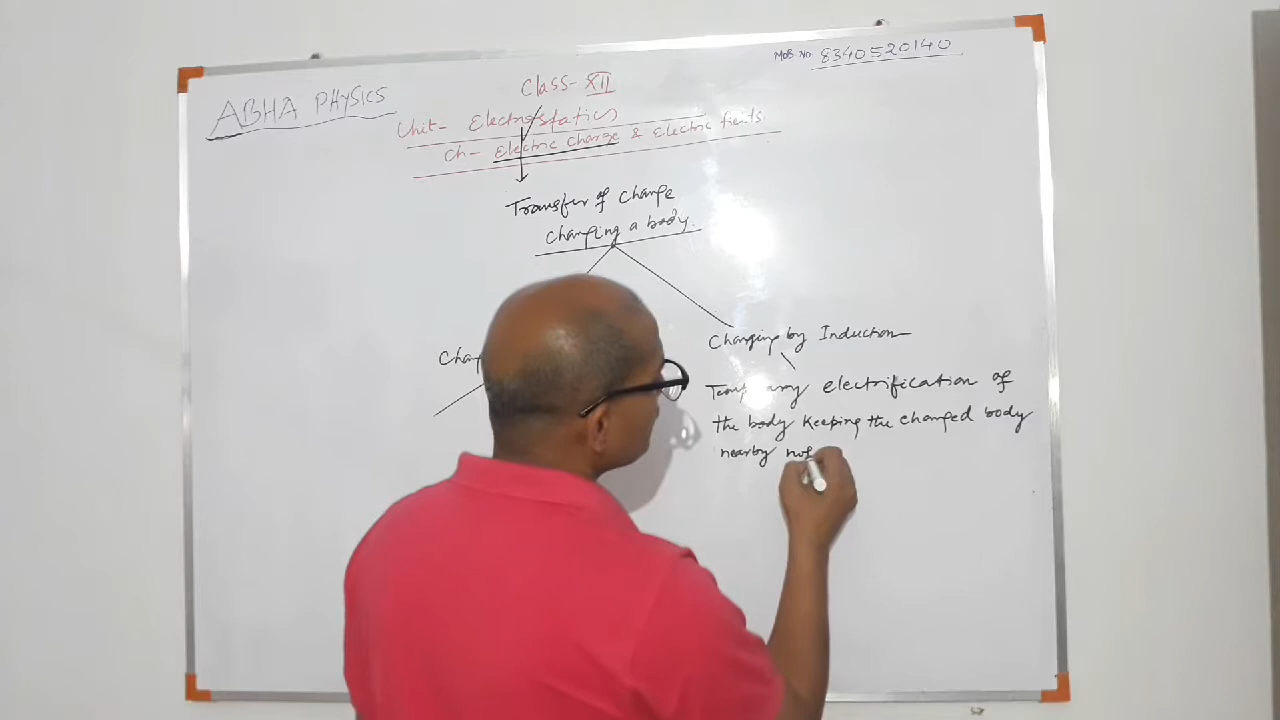 MOB No. 8340520140
ABHA PHYSICS
Class - XII
Unit - Electrostatics
Ch - Electric charge & Electric fields
Transfer of charge
Charging a body.
Charging by Induction
electrification of
the body keeping the charged body
nearby not